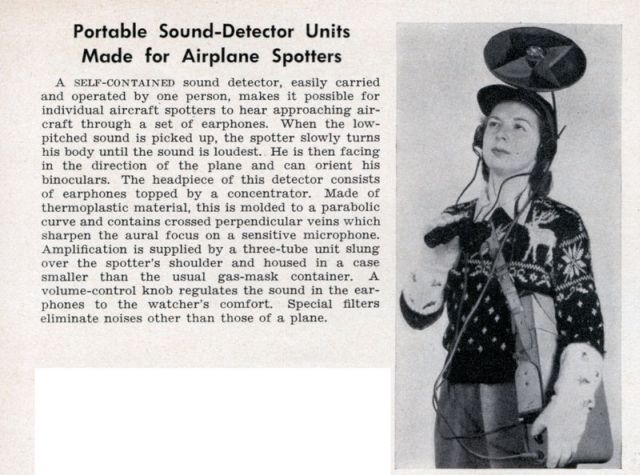 Portable Sound-Detector Units
Made for Airplane Spotters
A SELF-CONTAINED sound detector, easily carried
and operated by one person, makes it possible for
individual aircraft spotters to hear approaching air-
craft through a set of earphones. When the low-
pitched sound is picked up, the spotter slowly turns
his body until the sound is loudest. He is then facing
in the direction of the plane and can orient his
binoculars. The headpiece of this detector consists
of earphones topped by a concentrator. Made of
thermoplastic material, this is molded to a parabolic
curve and contains crossed perpendicular veins which
sharpen the aural focus on a sensitive microphone.
Amplification is supplied by a three-tube unit slung
over the spotter's shoulder and housed in a case
smaller than the usual gas-mask container. A
volume-control knob regulates the sound in the ear-
phones to the watcher's comfort. Special filters
eliminate noises other than those of a plane.